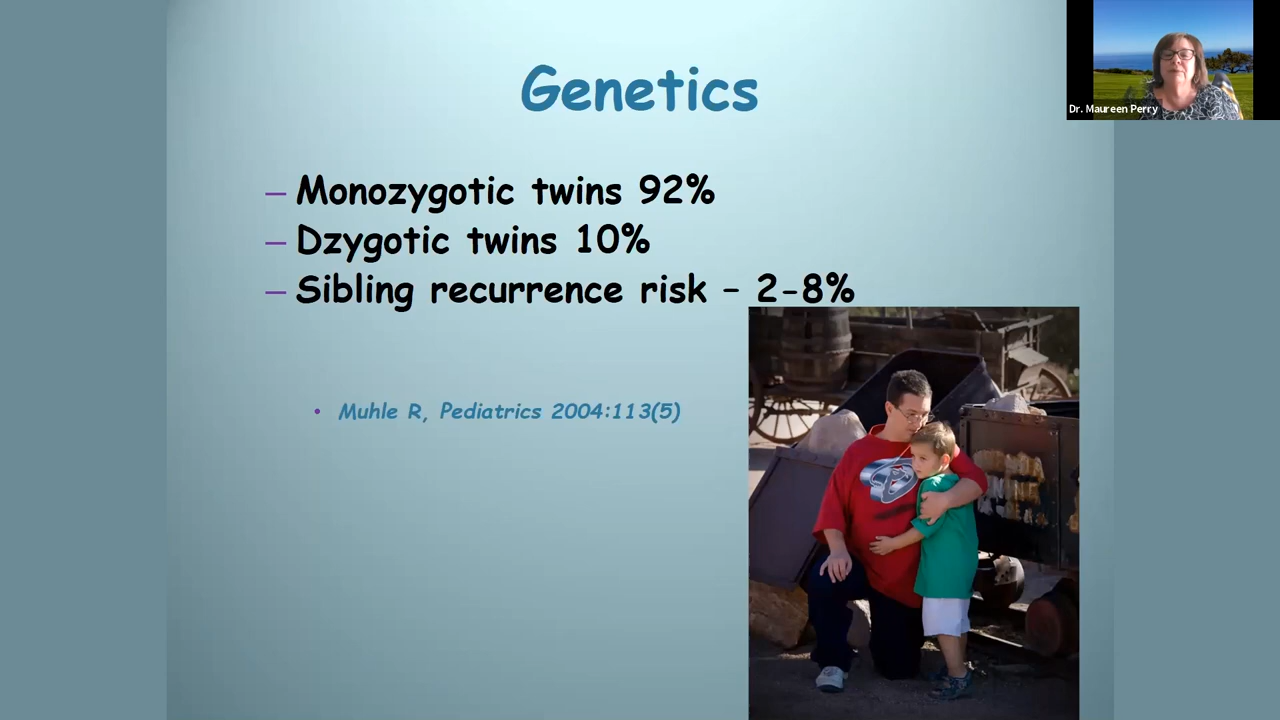 Genetics
– Monozygotic twins 92%
– Dzygotic twins 10%
– Sibling recurrence risk – 2-8%
• Muhle R, Pediatrics 2004:113(5)
Dr. Maureen Perry